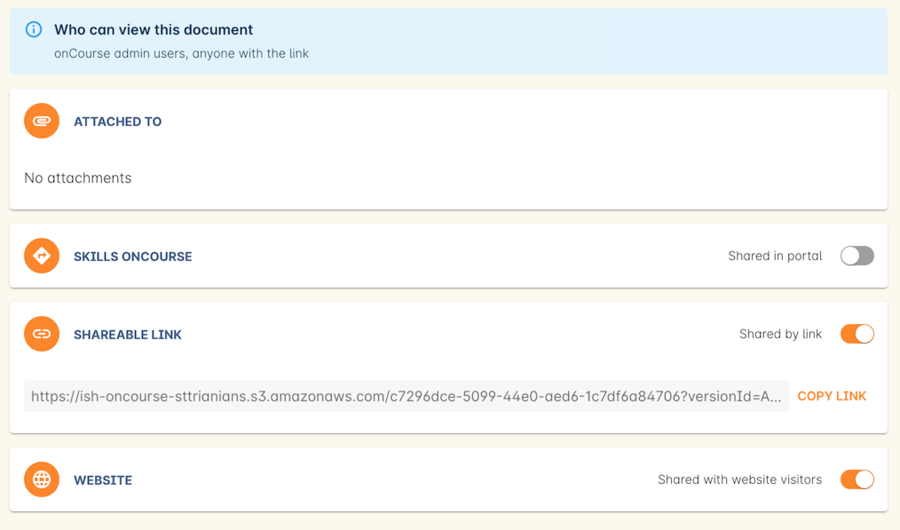 Who can view this document
onCourse admin users, anyone with the link
ATTACHED TO
No attachments
SKILLS ONCOURSE
Shared in portal
SHAREABLE LINK
Shared by link
https://ish-oncourse-sttrianians.s3.amazonaws.com/c7296dce-5099-44e0-aed6-1c7df6a84706?versionId=A...
COPY LINK
WEBSITE
Shared with website visitors